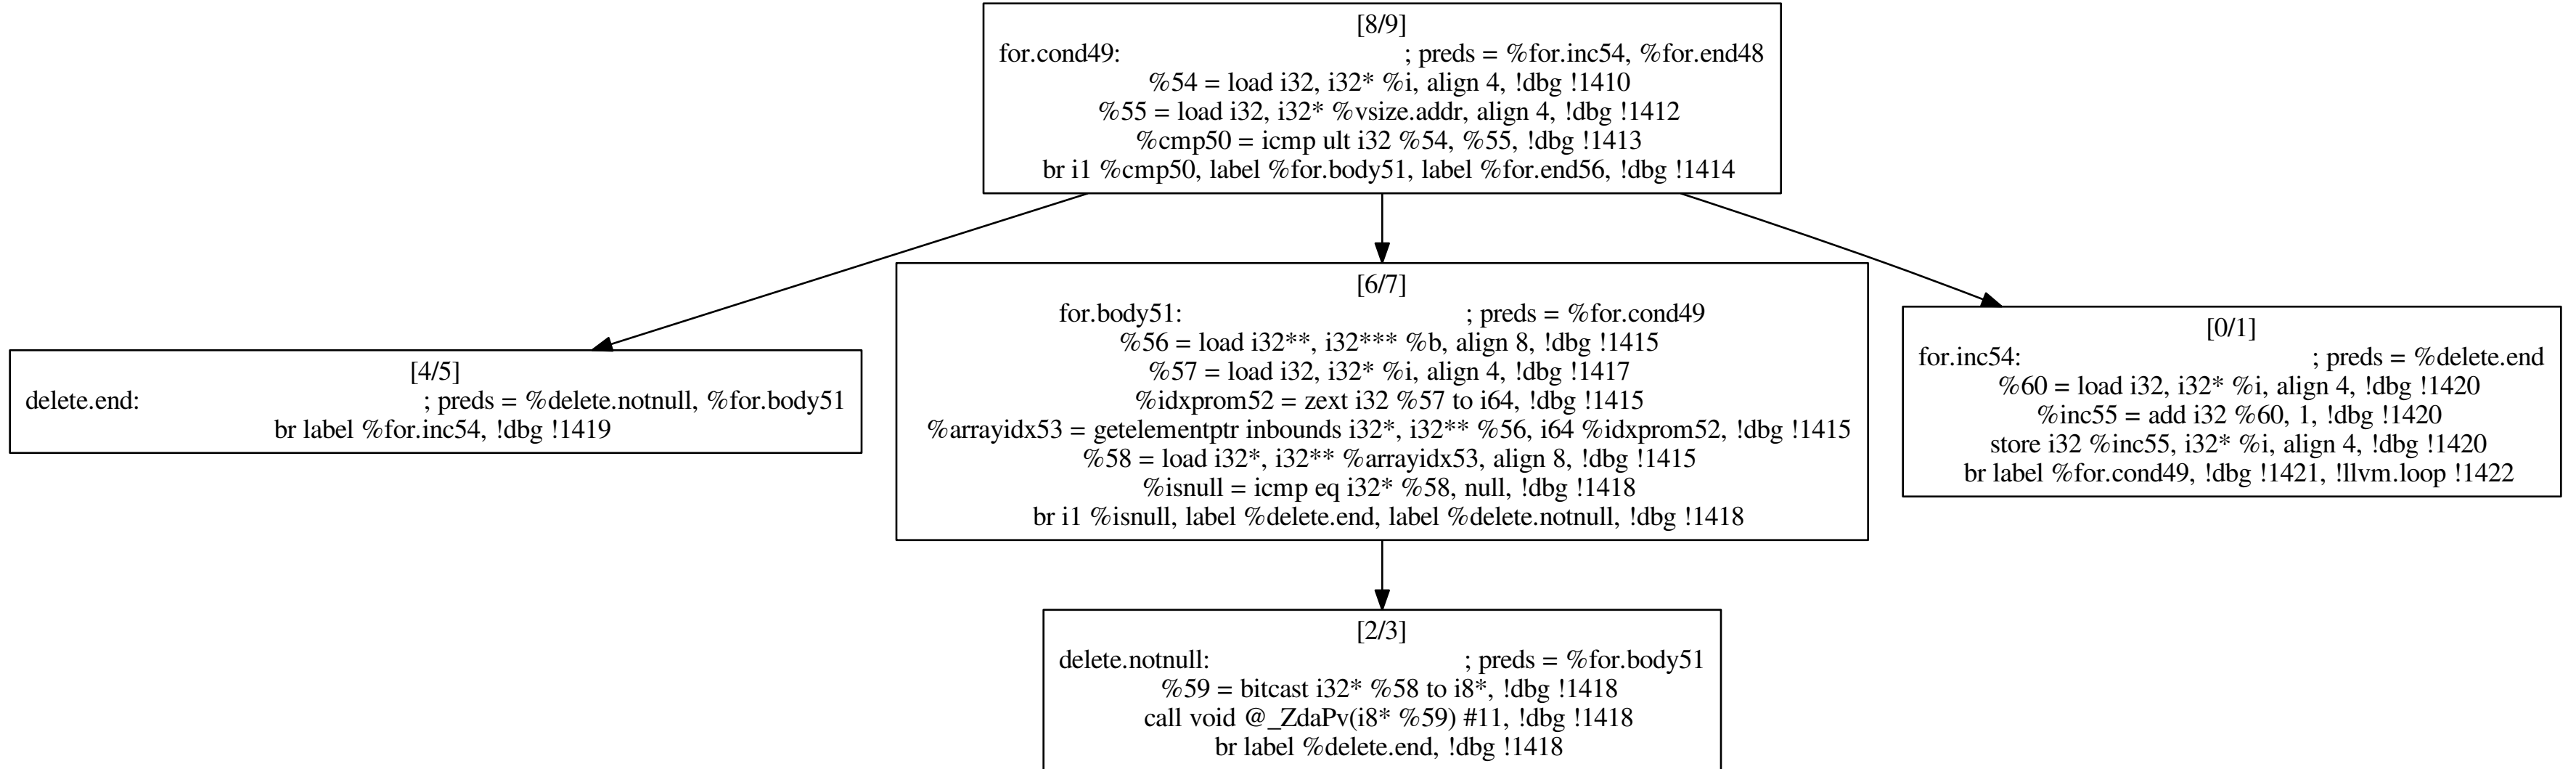 [8/9]
for.cond49: ; preds = %for.inc54, %for.end48
%54 = load i32, i32* %i, align 4, !dbg !1410
%55 = load i32, i32* %vsize.addr, align 4, !dbg !1412
%cmp50 = icmp ult i32 %54, %55, !dbg !1413
br i1 %cmp50, label %for.body51, label %for.end56, !dbg !1414
[4/5]
delete.end: ; preds = %delete.notnull, %for.body51
br label %for.inc54, !dbg !1419
[6/7]
for.body51: ; preds = %for.cond49
%56 = load i32**, i32*** %b, align 8, !dbg !1415
%57 = load i32, i32* %i, align 4, !dbg !1417
%idxprom52 = zext i32 %57 to i64, !dbg !1415
%arrayidx53 = getelementptr inbounds i32*, i32** %56, i64 %idxprom52, !dbg !1415
%58 = load i32*, i32** %arrayidx53, align 8, !dbg !1415
%isnull = icmp eq i32* %58, null, !dbg !1418
br i1 %isnull, label %delete.end, label %delete.notnull, !dbg !1418
[0/1]
for.inc54: ; preds = %delete.end
%60 = load i32, i32* %i, align 4, !dbg !1420
%inc55 = add i32 %60, 1, !dbg !1420
store i32 %inc55, i32* %i, align 4, !dbg !1420
br label %for.cond49, !dbg !1421, !llvm.loop !1422
[2/3]
delete.notnull: ; preds = %for.body51
%59 = bitcast i32* %58 to i8*, !dbg !1418
call void @_ZdaPv(i8* %59) #11, !dbg !1418
br label %delete.end, !dbg !1418